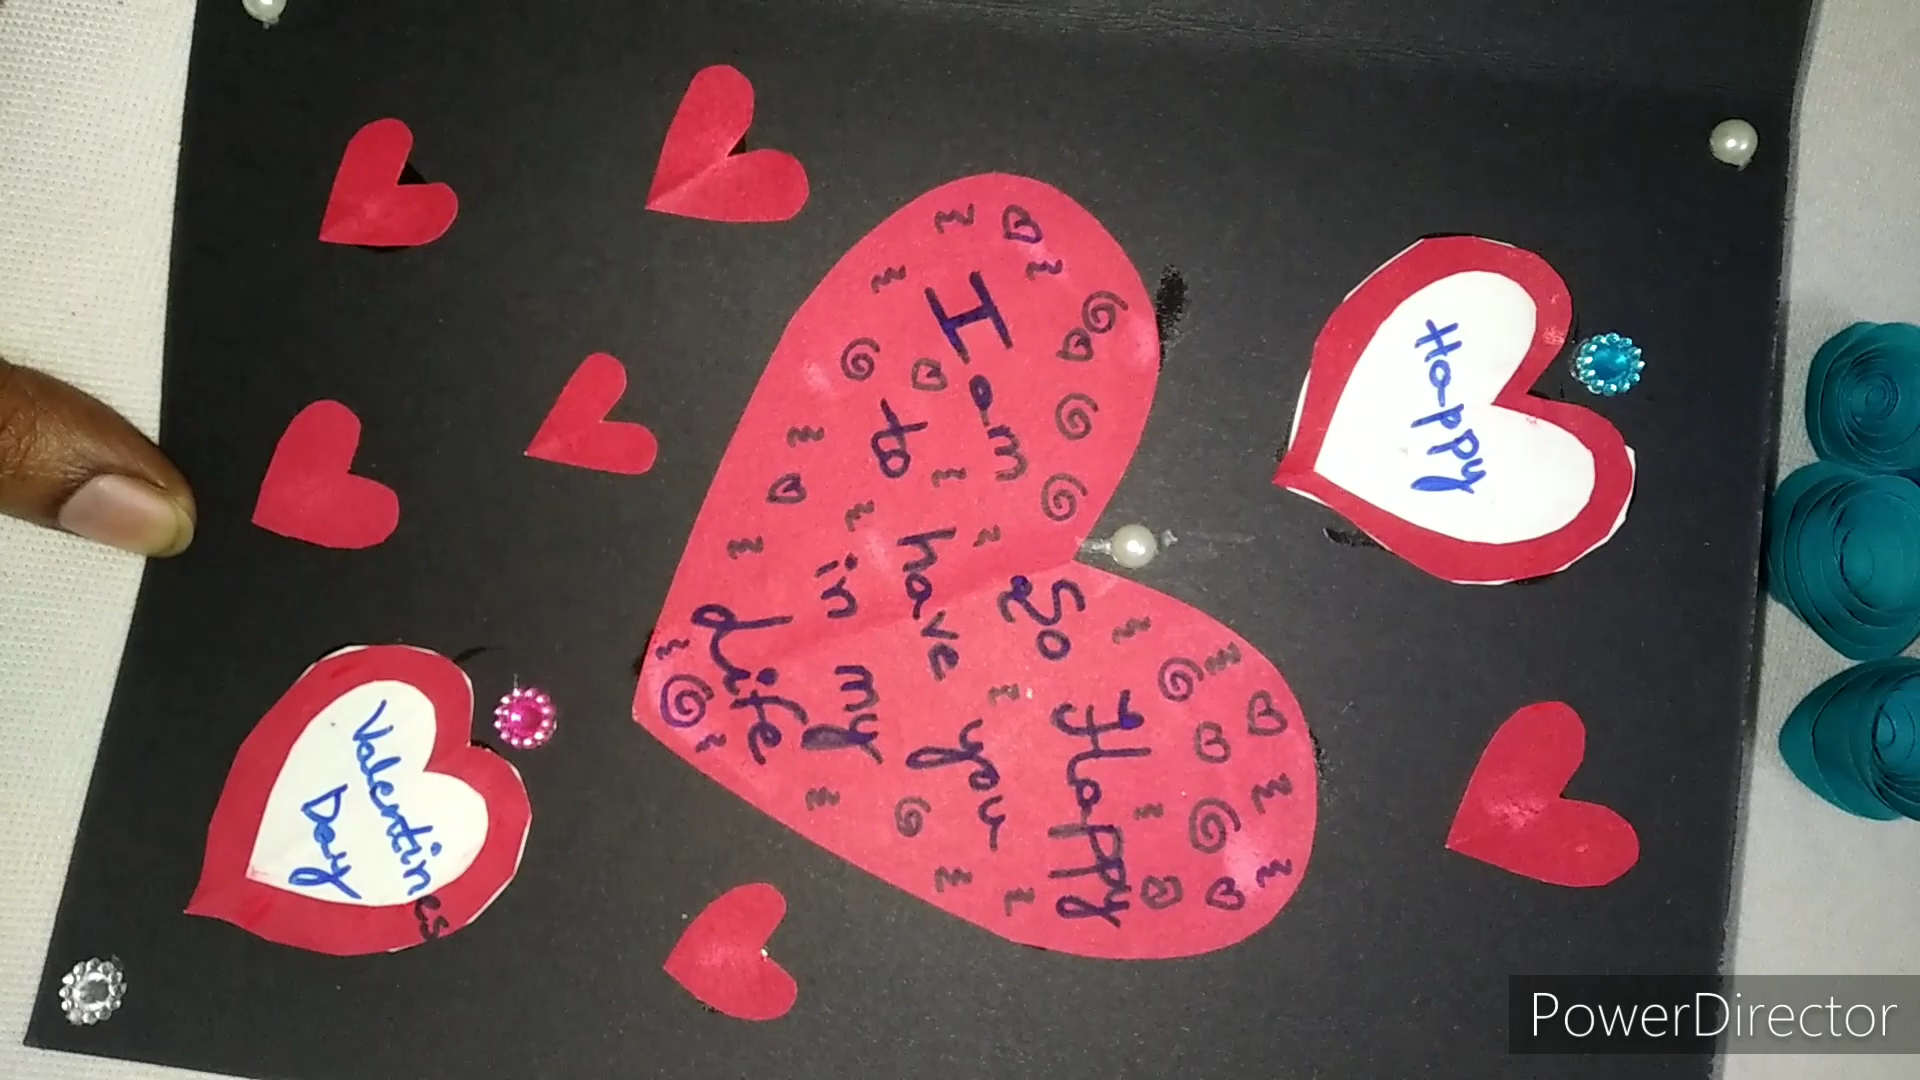 Happy
I am So Happy
to have you
in my
Life
Valentines
Day
PowerDirector